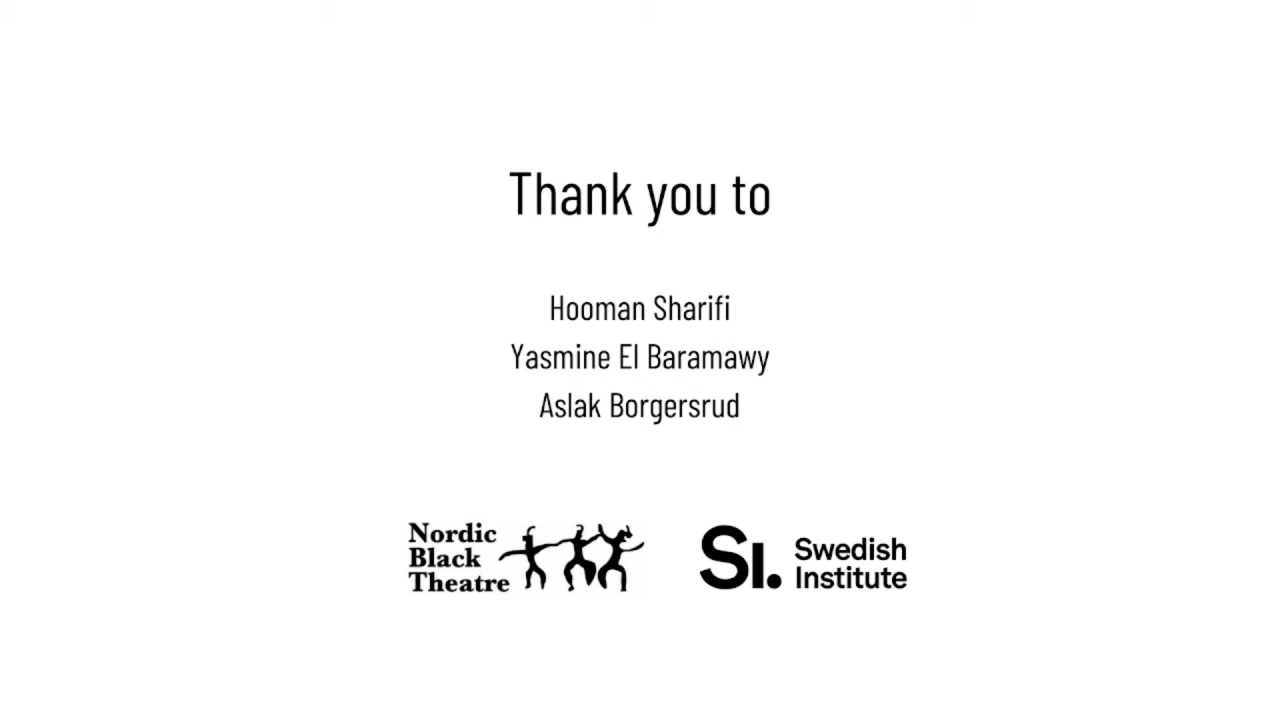 Thank you to
Hooman Sharifi
Yasmine El Baramawy
Aslak Borgersrud
Nordic
Black
Theatre
SI.
Swedish
Institute